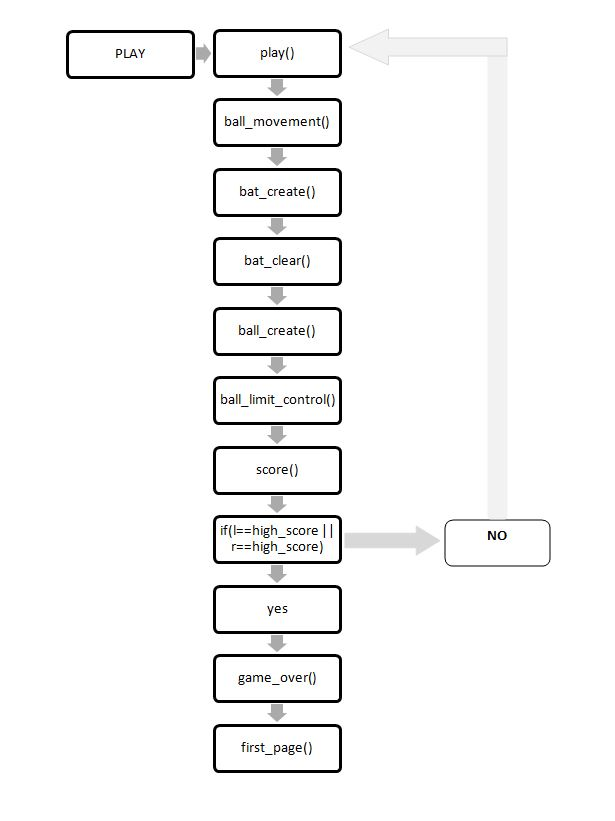 PLAY
play()
ball_movement()
bat_create()
bat_clear()
ball_create()
ball_limit_control()
score()
if(l==high_score ||
r==high_score)
NO
yes
game_over()
first_page()